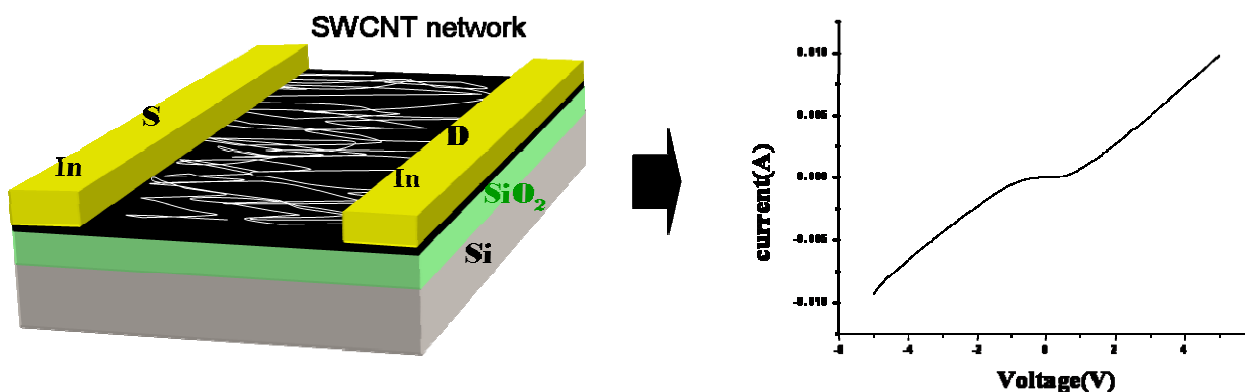 SWCNT network
S
In
D
In
SiO2
Si
current(A)
0.010
0.005
0.000
-0.005
-0.010
-6
-4
-2
0
2
4
Voltage(V)